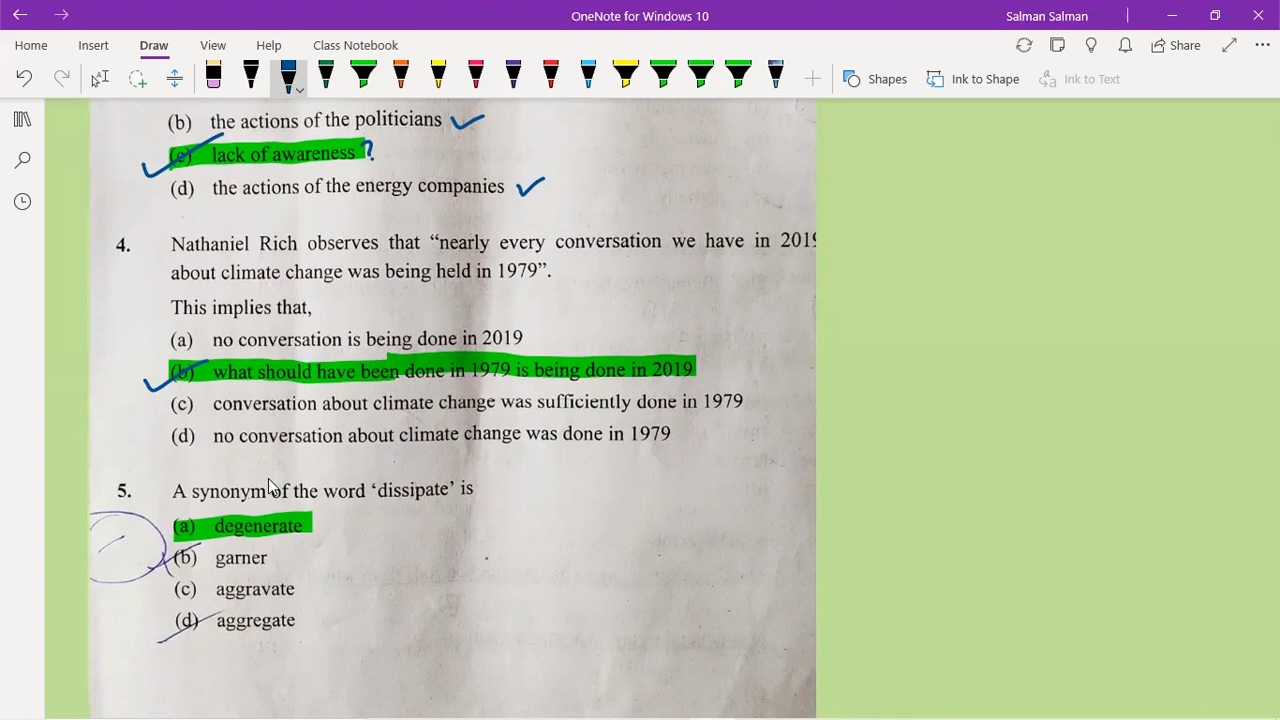 OneNote for Windows 10
Salman Salman
Home Insert Draw View Help Class Notebook
Share
Shapes Ink to Shape Ink to Text
(b) the actions of the politicians
(c) lack of awareness ?
(d) the actions of the energy companies
4. Nathaniel Rich observes that “nearly every conversation we have in 2019
about climate change was being held in 1979”.
This implies that,
(a) no conversation is being done in 2019
(b) what should have been done in 1979 is being done in 2019
(c) conversation about climate change was sufficiently done in 1979
(d) no conversation about climate change was done in 1979
5. A synonym of the word ‘dissipate’ is
(a) degenerate
(b) garner
(c) aggravate
(d) aggregate